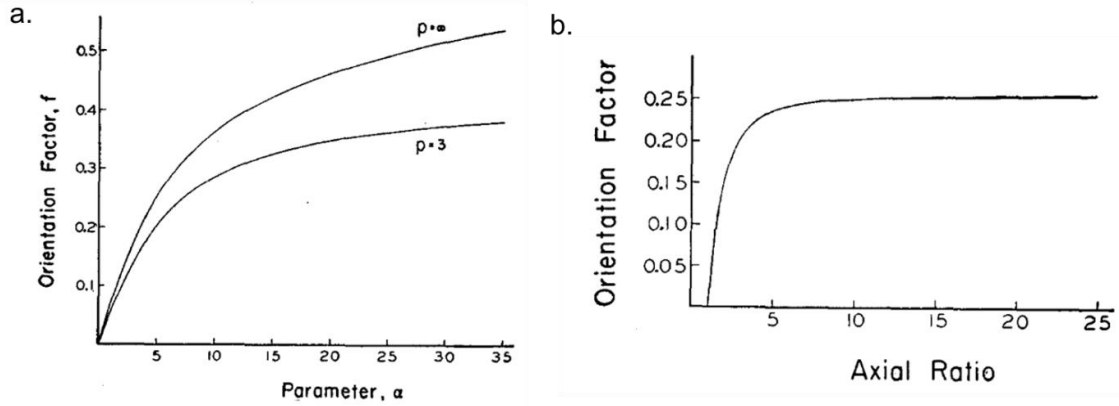 a.
p=∞
0.5
0.4
p=3
0.3
0.2
0.1
Orientation Factor, f
5 10 15 20 25 30 35
Parameter, α
b.
0.25
0.20
0.15
0.10
0.05
Orientation Factor
5 10 15 20 25
Axial Ratio